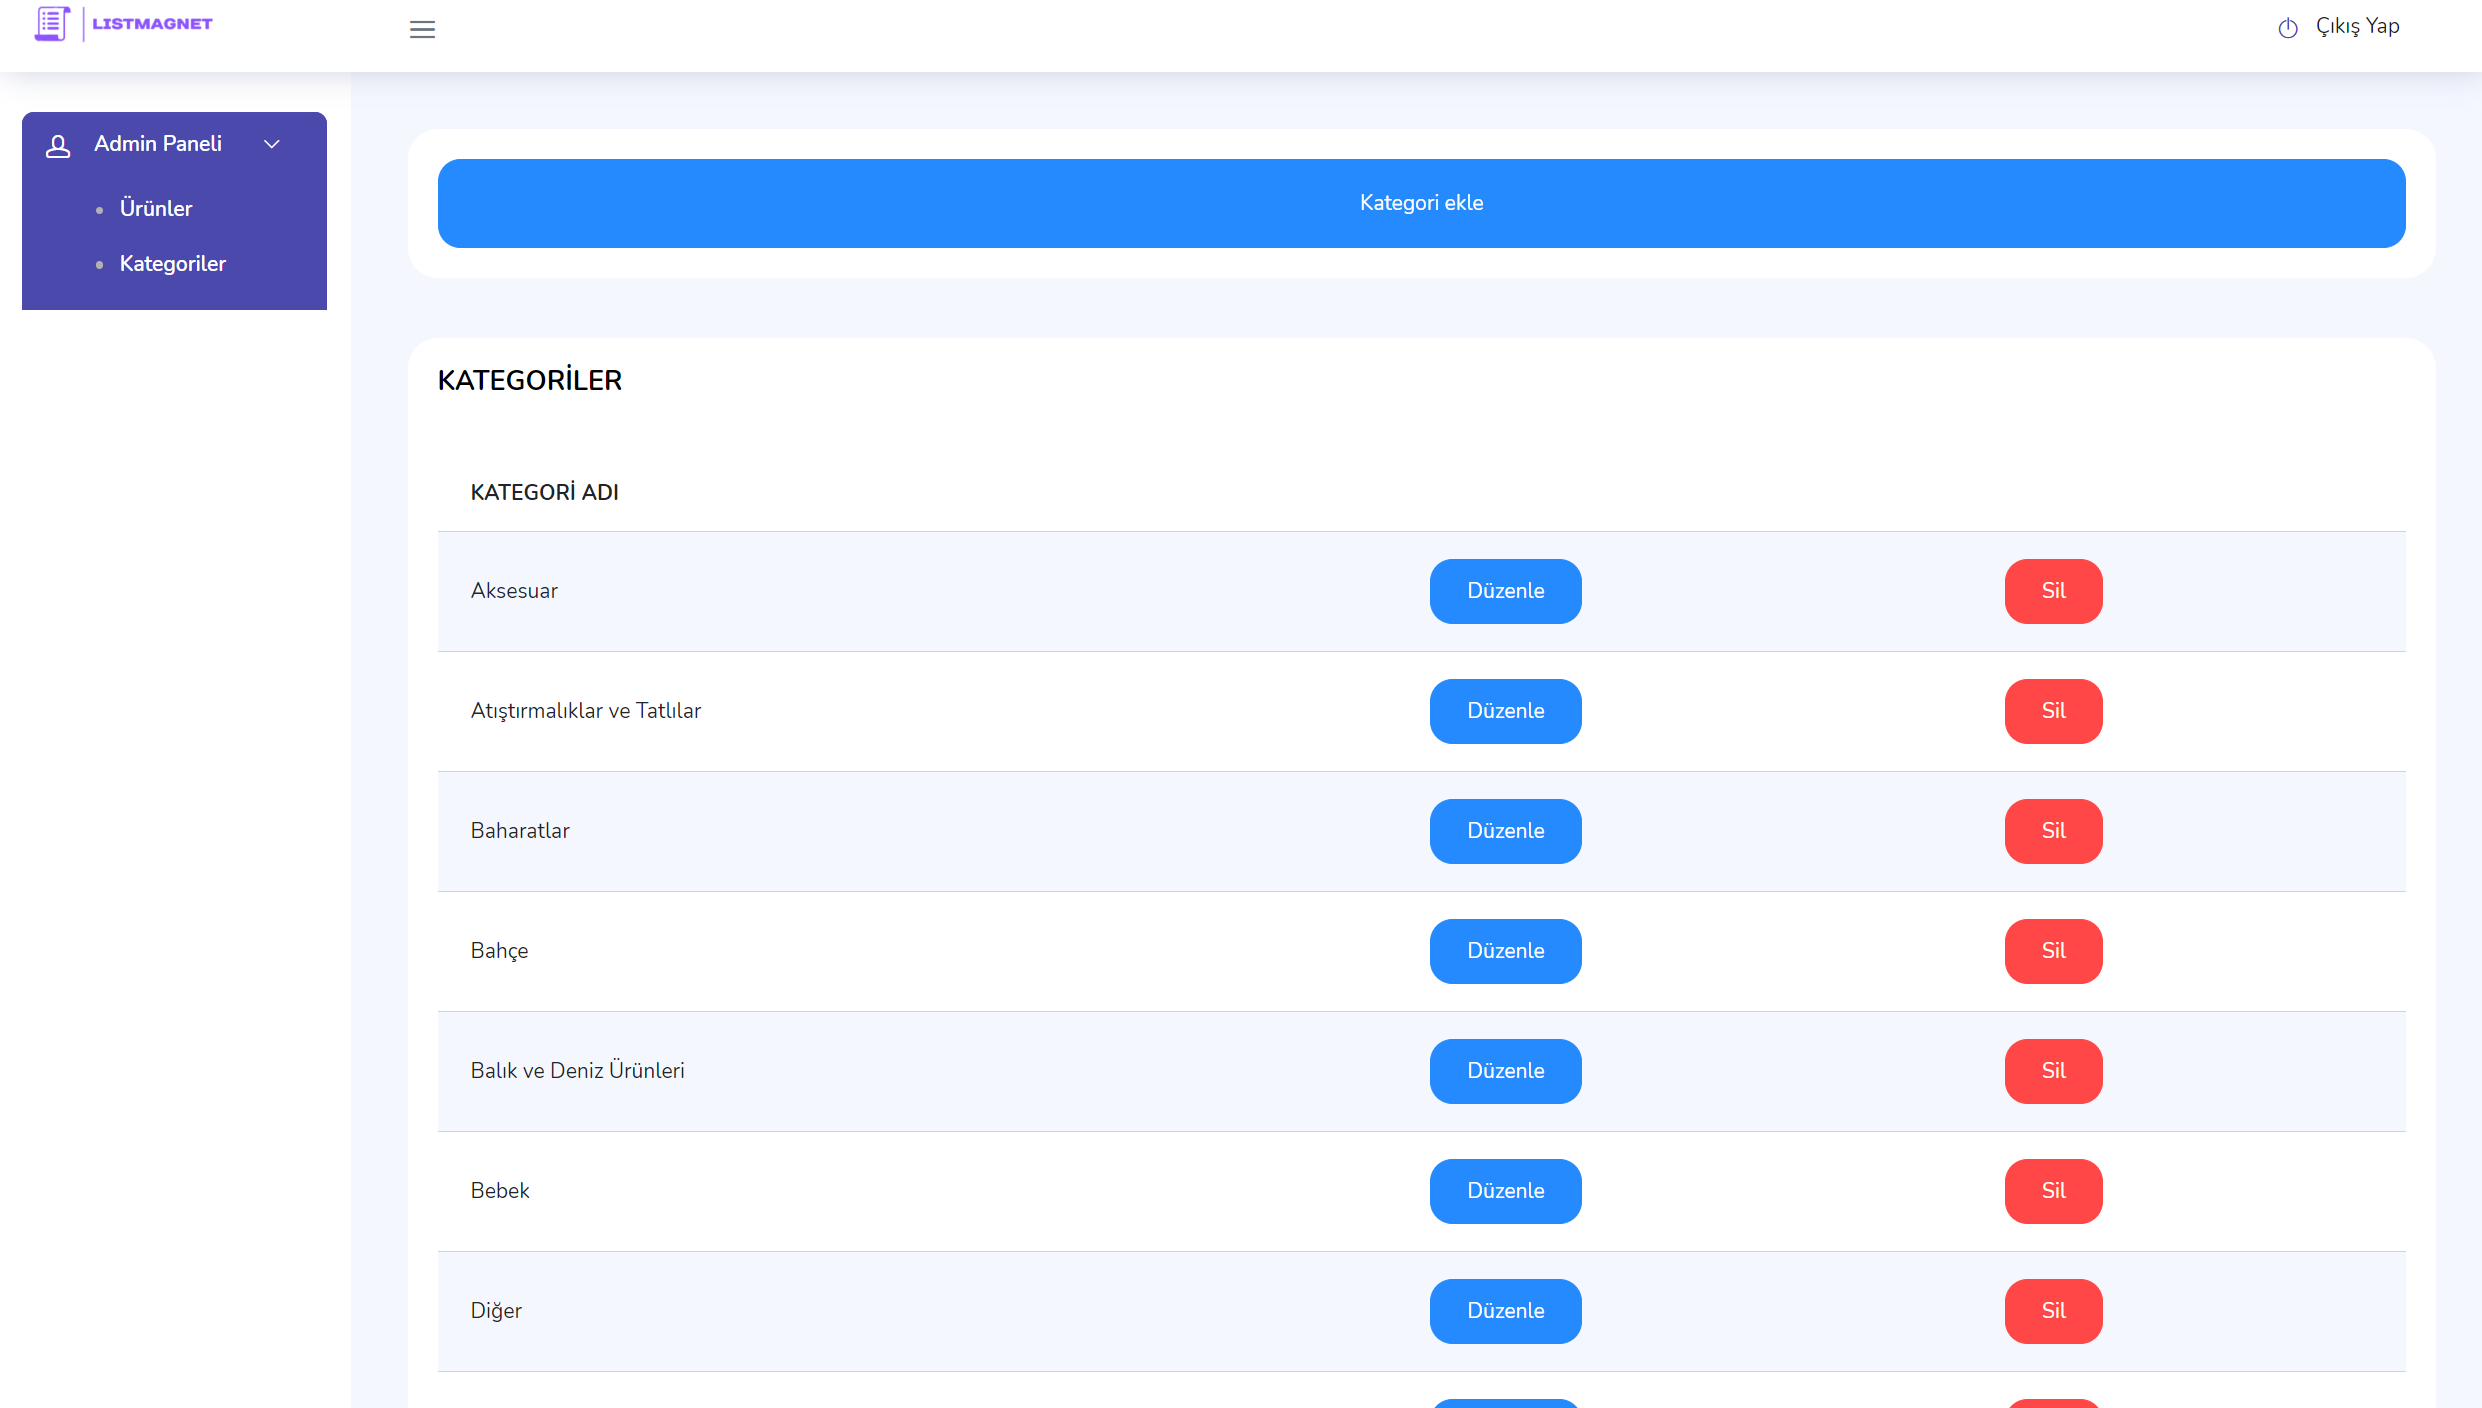 LISTMAGNET
Çıkış Yap
Admin Paneli
Ürünler
Kategoriler
Kategori ekle
KATEGORİLER
KATEGORİ ADI
Aksesuar Düzenle Sil
Atıştırmalıklar ve Tatlılar Düzenle Sil
Baharatlar Düzenle Sil
Bahçe Düzenle Sil
Balık ve Deniz Ürünleri Düzenle Sil
Bebek Düzenle Sil
Diğer Düzenle Sil